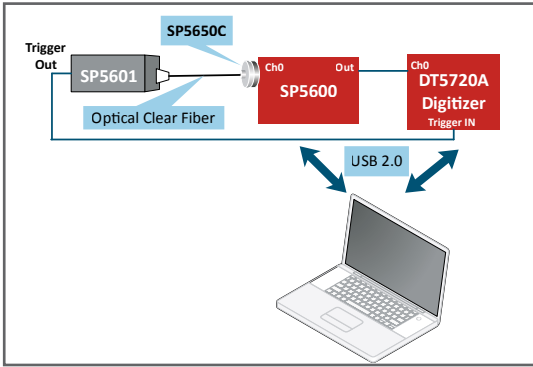 SP5650C
Trigger
Out
SP5601
Optical Clear Fiber
Ch0
Out
SP5600
Ch0
DT5720A
Digitizer
Trigger IN
USB 2.0